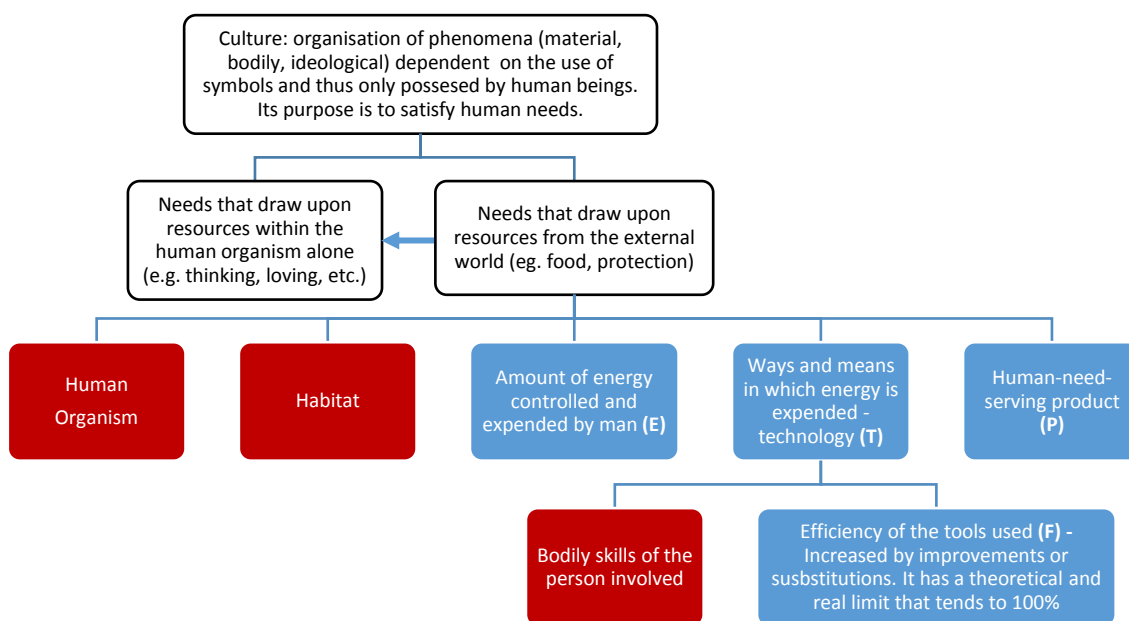 Culture: organisation of phenomena (material,
bodily, ideological) dependent on the use of
symbols and thus only possesed by human beings.
Its purpose is to satisfy human needs.
Needs that draw upon
resources within the
human organism alone
(e.g. thinking, loving, etc.)
Needs that draw upon
resources from the external
world (eg. food, protection)
Human
Organism
Habitat
Amount of energy
controlled and
expended by man (E)
Ways and means
in which energy is
expended -
technology (T)
Human-need-
serving product
(P)
Bodily skills of the
person involved
Efficiency of the tools used (F) -
Increased by improvements or
susbstitutions. It has a theoretical and
real limit that tends to 100%